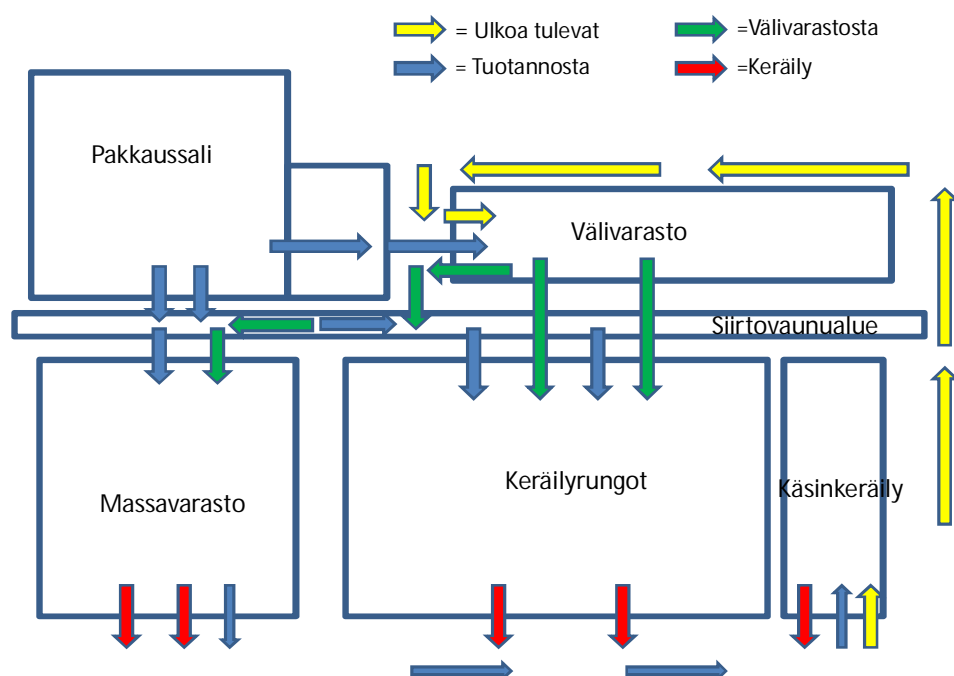 = Ulkoa tulevat
=Välivarastosta
= Tuotannosta
=Keräily
Pakkaussali
Välivarasto
Siirtovaunualue
Massavarasto
Keräilyrungot
Käsinkeräily